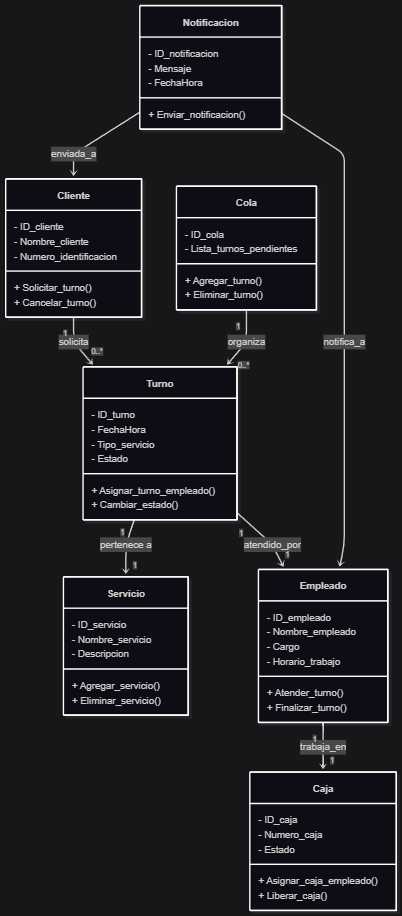 Notificacion
- ID_notificacion
- Mensaje
- FechaHora
+ Enviar_notificacion()
enviada_a
Cliente
- ID_cliente
- Nombre_cliente
- Numero_identificacion
+ Solicitar_turno()
+ Cancelar_turno()
Cola
- ID_cola
- Lista_turnos_pendientes
+ Agregar_turno()
+ Eliminar_turno()
1
solicita
0..*
1
organiza
0..*
notifica_a
Turno
- ID_turno
- FechaHora
- Tipo_servicio
- Estado
+ Asignar_turno_empleado()
+ Cambiar_estado()
1
pertenece a
1
1
atendido_por
1
Servicio
- ID_servicio
- Nombre_servicio
- Descripcion
+ Agregar_servicio()
+ Eliminar_servicio()
Empleado
- ID_empleado
- Nombre_empleado
- Cargo
- Horario_trabajo
+ Atender_turno()
+ Finalizar_turno()
1
trabaja_en
1
Caja
- ID_caja
- Numero_caja
- Estado
+ Asignar_caja_empleado()
+ Liberar_caja()